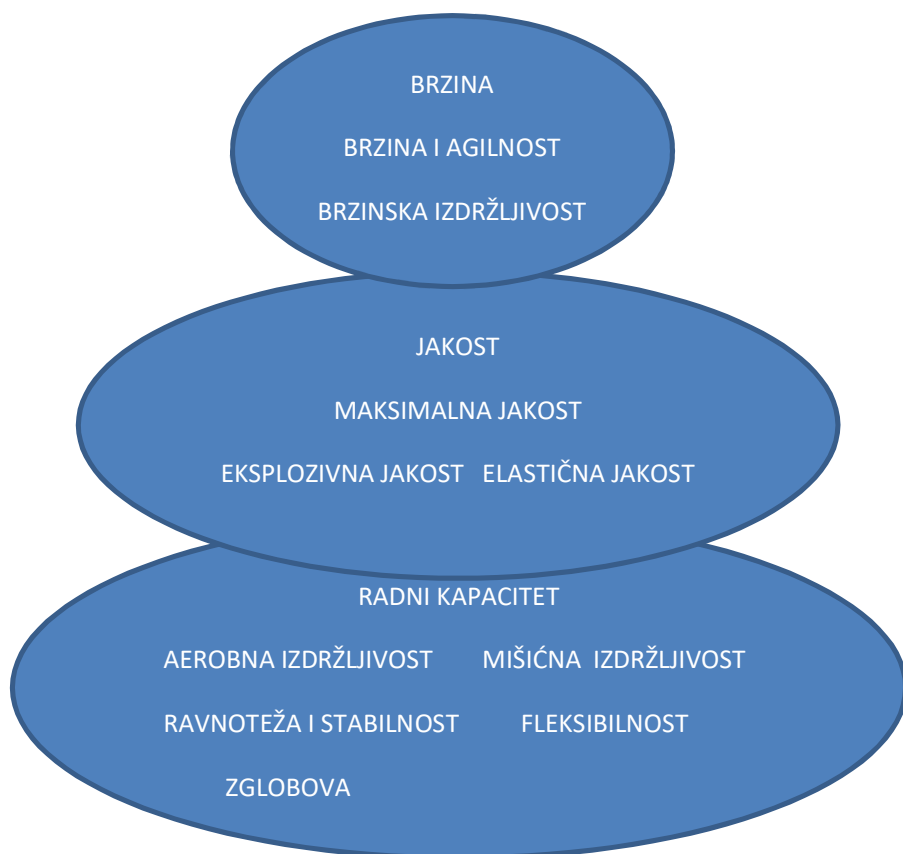 BRZINA
BRZINA I AGILNOST
BRZINSKA IZDRŽLJIVOST
JAKOST
MAKSIMALNA JAKOST
EKSPLOZIVNA JAKOST ELASTIČNA JAKOST
RADNI KAPACITET
AEROBNA IZDRŽLJIVOST MIŠIĆNA IZDRŽLJIVOST
RAVNOTEŽA I STABILNOST FLEKSIBILNOST
ZGLOBOVA